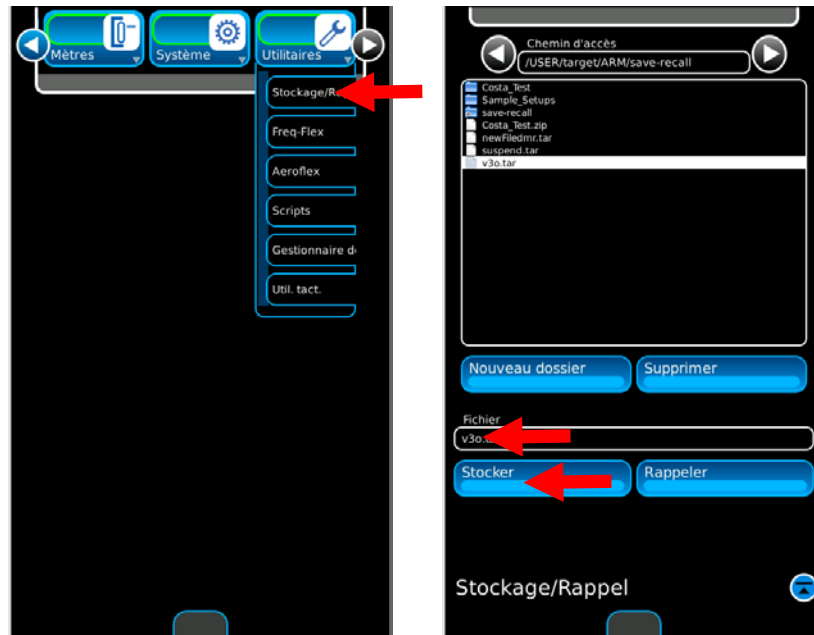 Mètres
Système
Utilitaires
Stockage/R
Freq-Flex
Aeroflex
Scripts
Gestionnaire d
Util. tact.
Chemin d'accès
/USER/target/ARM/save-recall
Costa_Test
Sample_Setups
save-recall
Costa_Test.zip
newFiledmr.tar
suspend.tar
v3o.tar
Nouveau dossier
Supprimer
Fichier
v3o.t
Stocker
Rappeler
Stockage/Rappel